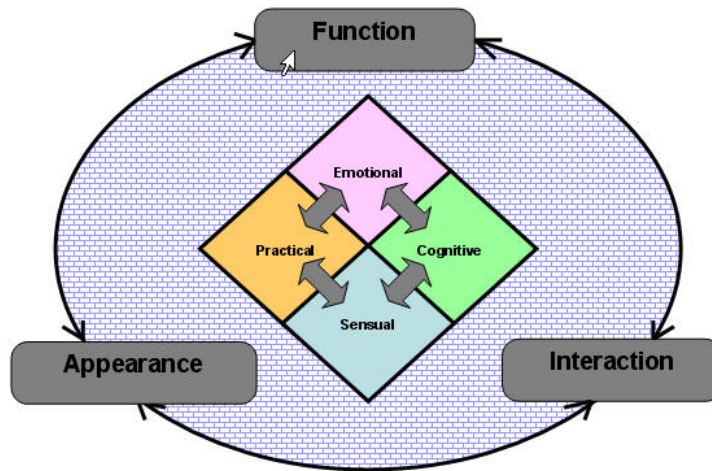 Function
Emotional
Practical
Cognitive
Sensual
Appearance
Interaction